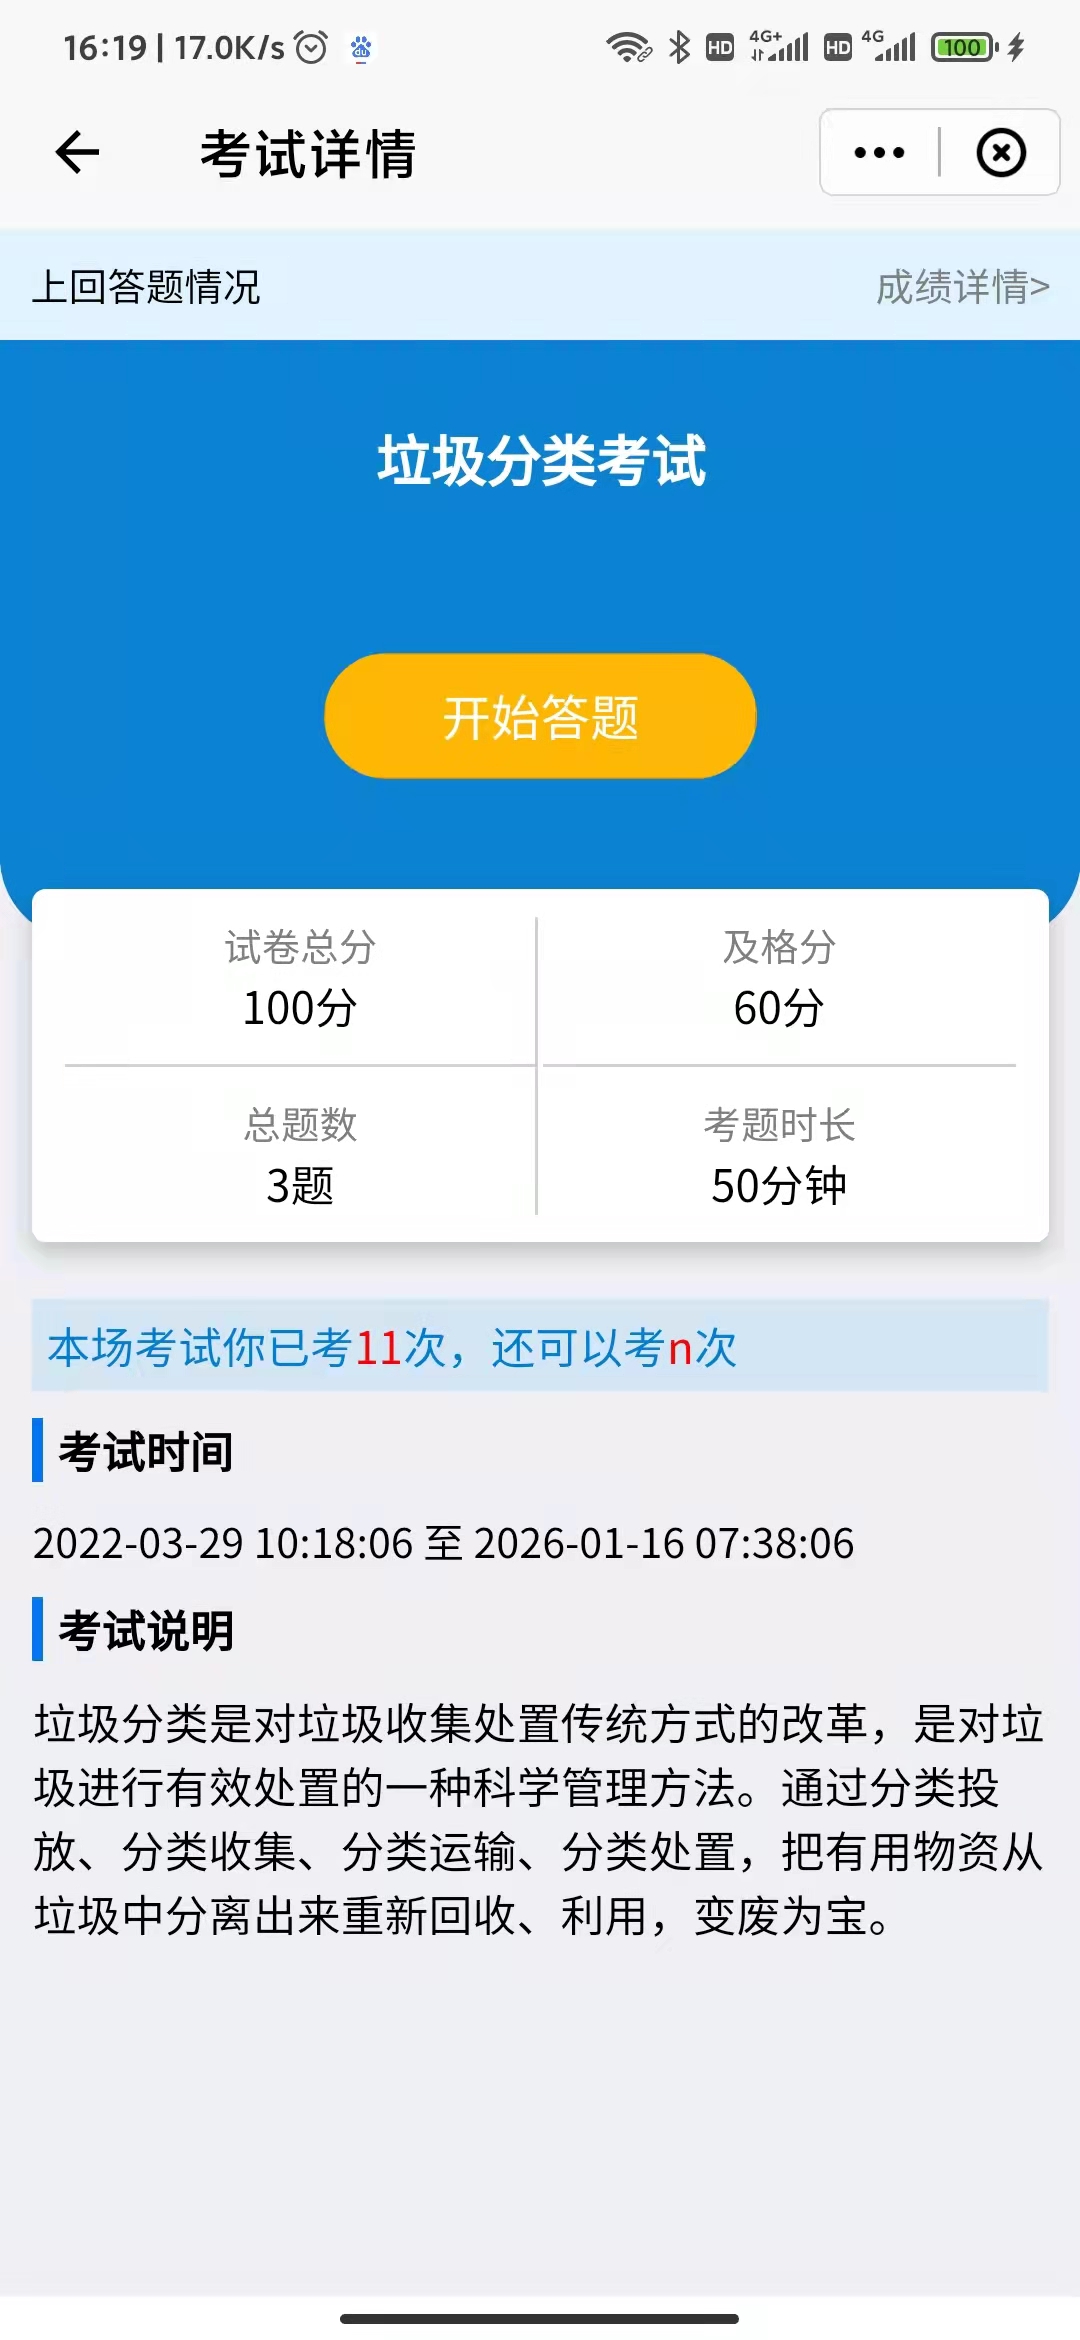 16:19 | 17.0K/s
HD 4G+ HD 4G 100
考试详情
上回答题情况
成绩详情>
垃圾分类考试
开始答题
试卷总分
100分
及格分
60分
总题数
3题
考题时长
50分钟
本场考试你已考11次，还可以考n次
考试时间
2022-03-29 10:18:06 至 2026-01-16 07:38:06
考试说明
垃圾分类是对垃圾收集处置传统方式的改革，是对垃
圾进行有效处置的一种科学管理方法。通过分类投
放、分类收集、分类运输、分类处置，把有用物资从
垃圾中分离出来重新回收、利用，变废为宝。